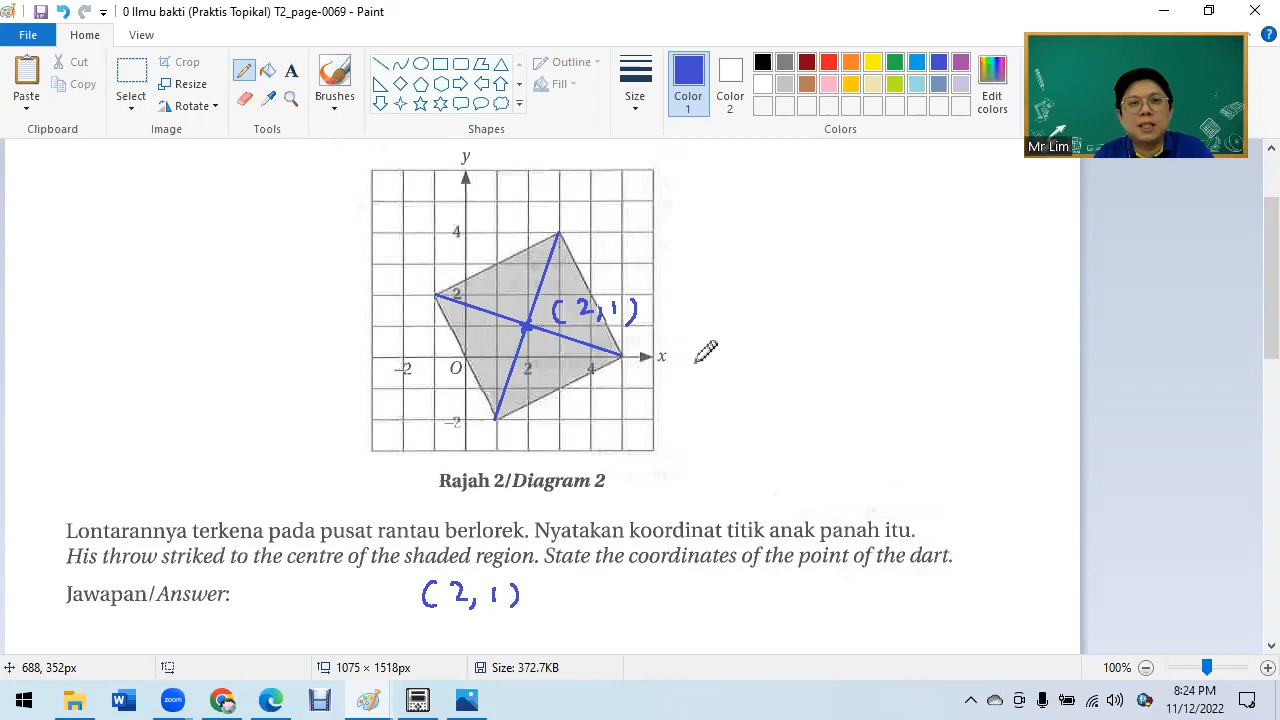 0 Ilmu bakti (Praktis Topikal) T2_page-0069 - Paint
File Home View
Paste Cut Copy Clipboard
Select Crop Resize Rotate Image
A Tools
Brushes
Outline Fill Shapes
Size
Color 1 Color 2 Edit colors Colors
Mr Lim
y
4
2
( 2, 1 )
-2 O 2 4 x
-2
Rajah 2/Diagram 2
Lontarannya terkena pada pusat rantau berlorek. Nyatakan koordinat titik anak panah itu.
His throw striked to the centre of the shaded region. State the coordinates of the point of the dart.
Jawapan/Answer: ( 2, 1 )
688, 352px 1075 × 1518px Size: 372.7KB 100%
W zoom 8:24 PM
11/12/2022